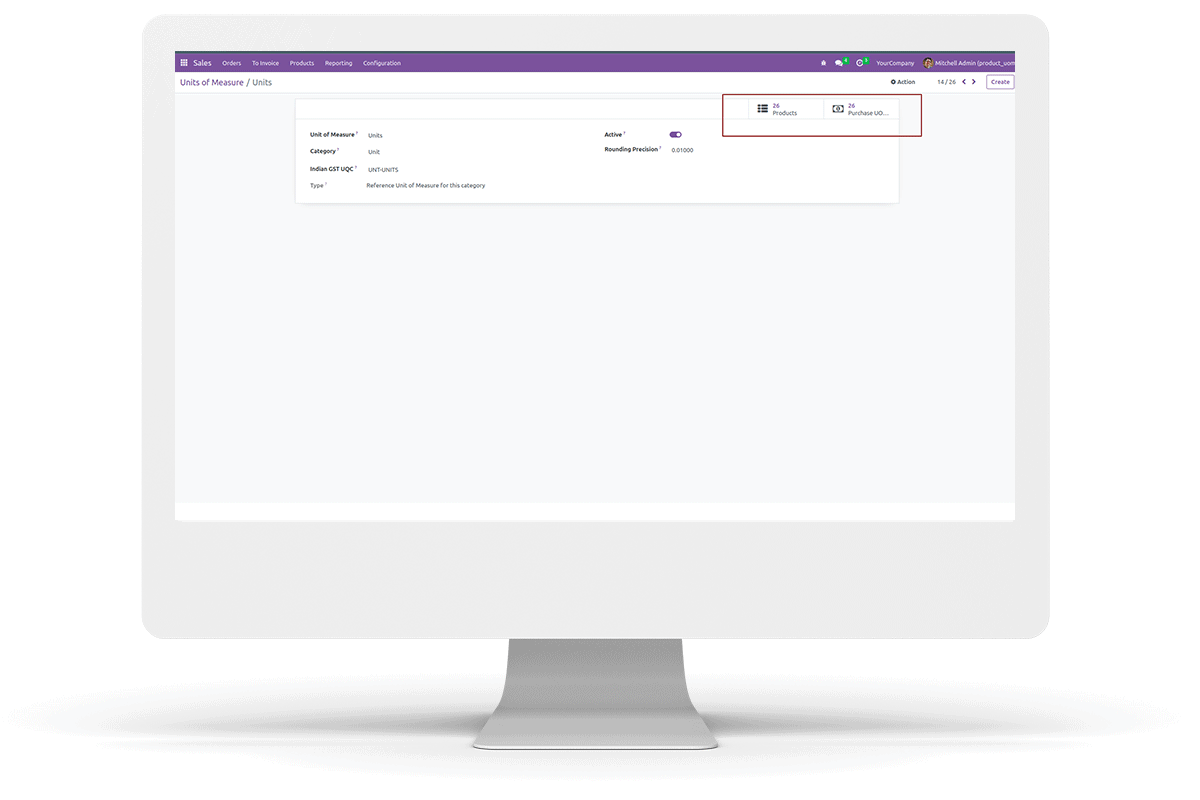 Sales Orders To Invoice Products Reporting Configuration 4 1 YourCompany Mitchell Admin (product_uom
Units of Measure / Units Action 14 / 26 Create
26 Products
26 Purchase UO...
Unit of Measure ? Units
Category ? Unit
Indian GST UQC ? UNT-UNITS
Type ? Reference Unit of Measure for this category
Active ?
Rounding Precision ? 0.01000